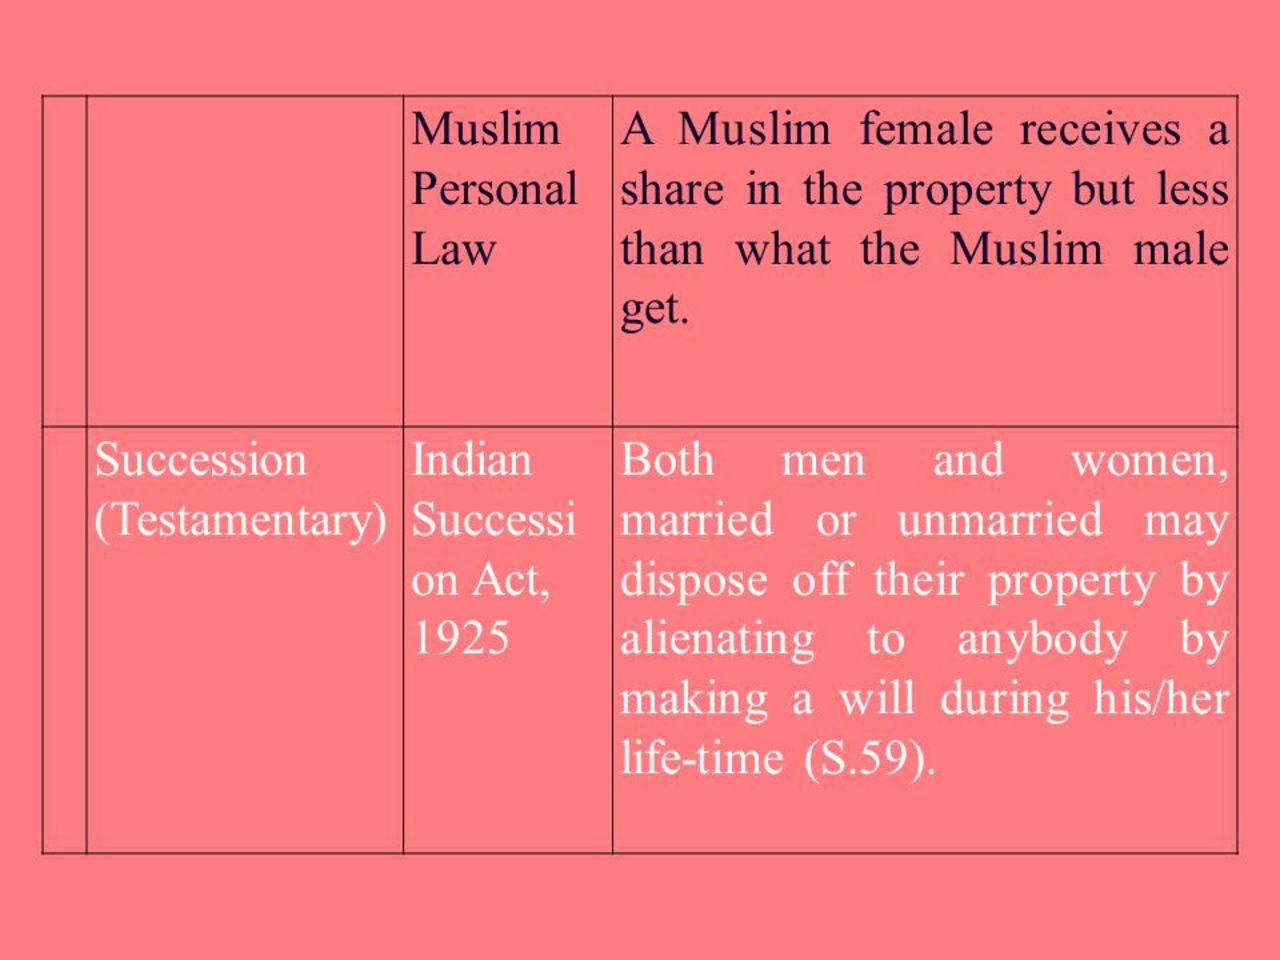 Muslim
Personal
Law
A Muslim female receives a
share in the property but less
than what the Muslim male
get.
Succession
(Testamentary)
Indian
Successi
on Act,
1925
Both men and women,
married or unmarried may
dispose off their property by
alienating to anybody by
making a will during his/her
life-time (S.59).